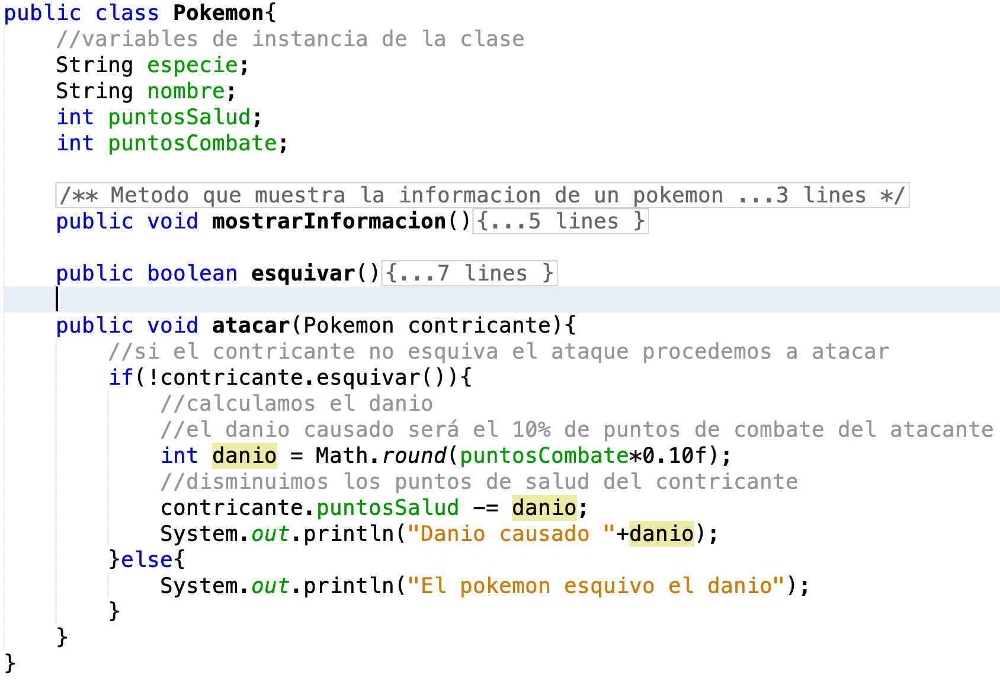 public class Pokemon{
//variables de instancia de la clase
String especie;
String nombre;
int puntosSalud;
int puntosCombate;
/** Metodo que muestra la informacion de un pokemon ...3 lines */
public void mostrarInformacion(){...5 lines }
public boolean esquivar(){...7 lines }
public void atacar(Pokemon contricante){
//si el contricante no esquiva el ataque procedemos a atacar
if(!contricante.esquivar()){
//calculamos el danio
//el danio causado será el 10% de puntos de combate del atacante
int danio = Math.round(puntosCombate*0.10f);
//disminuimos los puntos de salud del contricante
contricante.puntosSalud -= danio;
System.out.println("Danio causado "+danio);
}else{
System.out.println("El pokemon esquivo el danio");
}
}
}